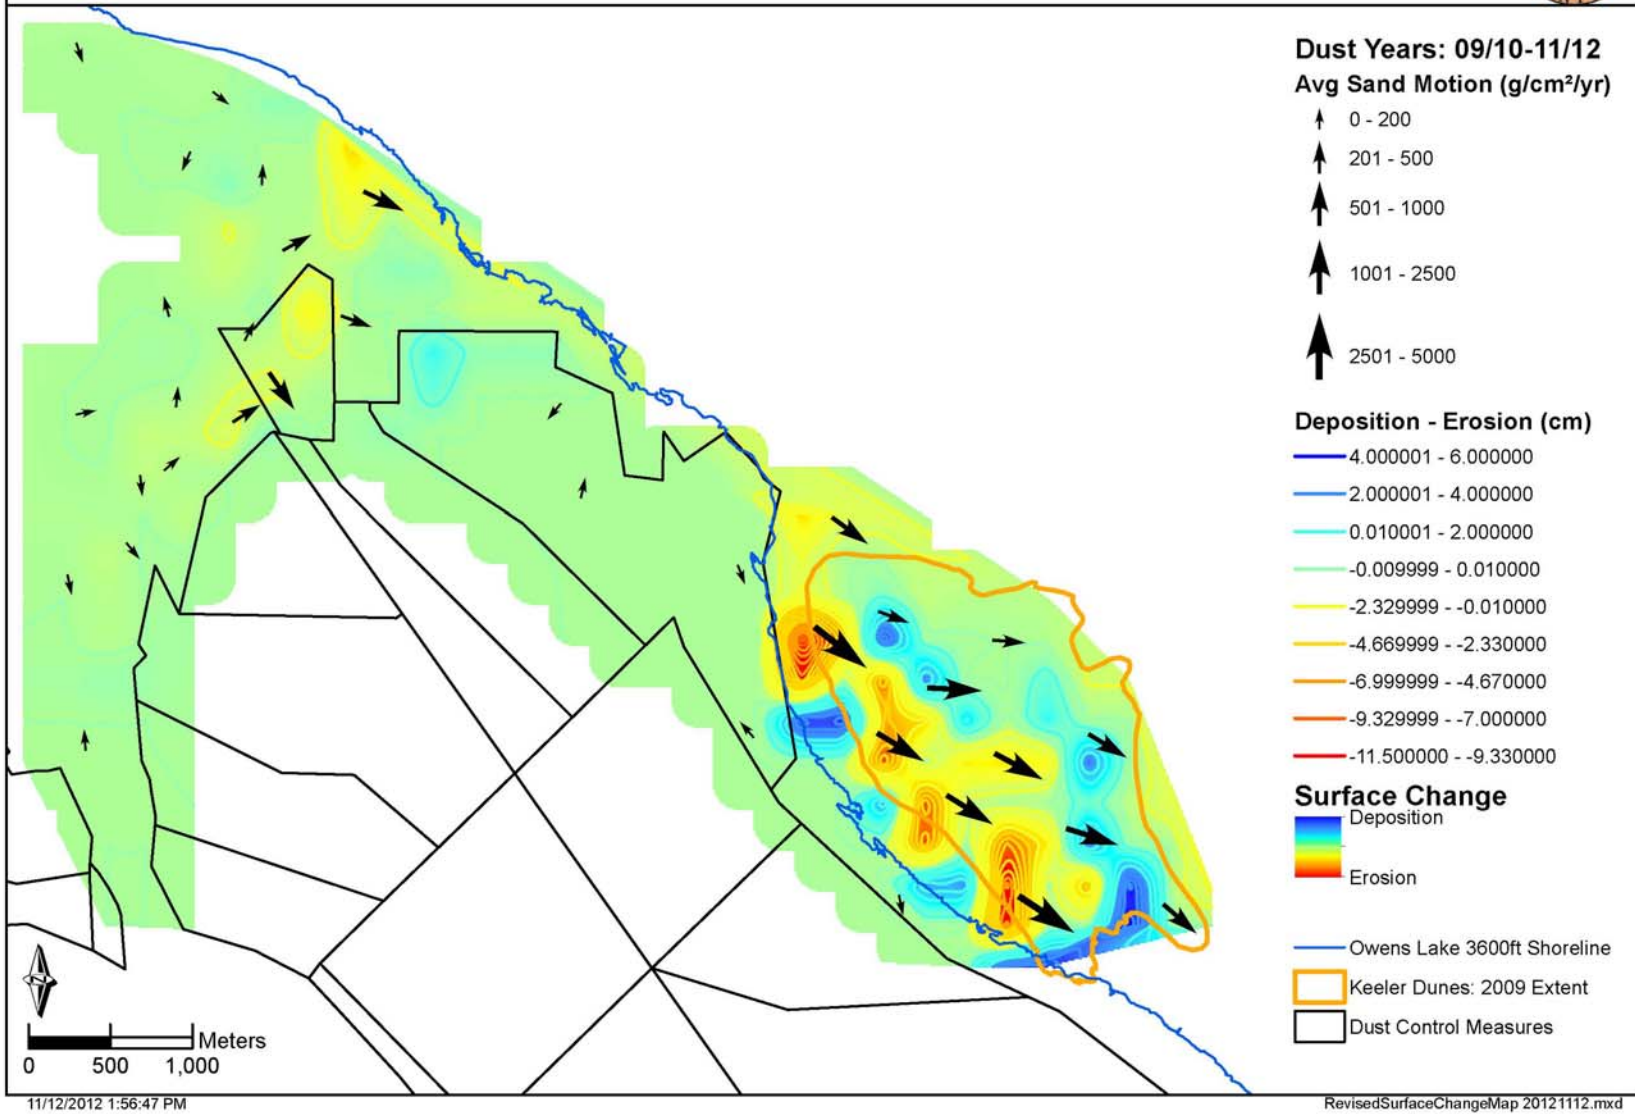 Dust Years: 09/10-11/12
Avg Sand Motion (g/cm²/yr)
0 - 200
201 - 500
501 - 1000
1001 - 2500
2501 - 5000
Deposition - Erosion (cm)
4.000001 - 6.000000
2.000001 - 4.000000
0.010001 - 2.000000
-0.009999 - 0.010000
-2.329999 - -0.010000
-4.669999 - -2.330000
-6.999999 - -4.670000
-9.329999 - -7.000000
-11.500000 - -9.330000
Surface Change
Deposition
Erosion
Owens Lake 3600ft Shoreline
Keeler Dunes: 2009 Extent
Dust Control Measures
Meters
0 500 1,000
11/12/2012 1:56:47 PM
RevisedSurfaceChangeMap 20121112.mxd